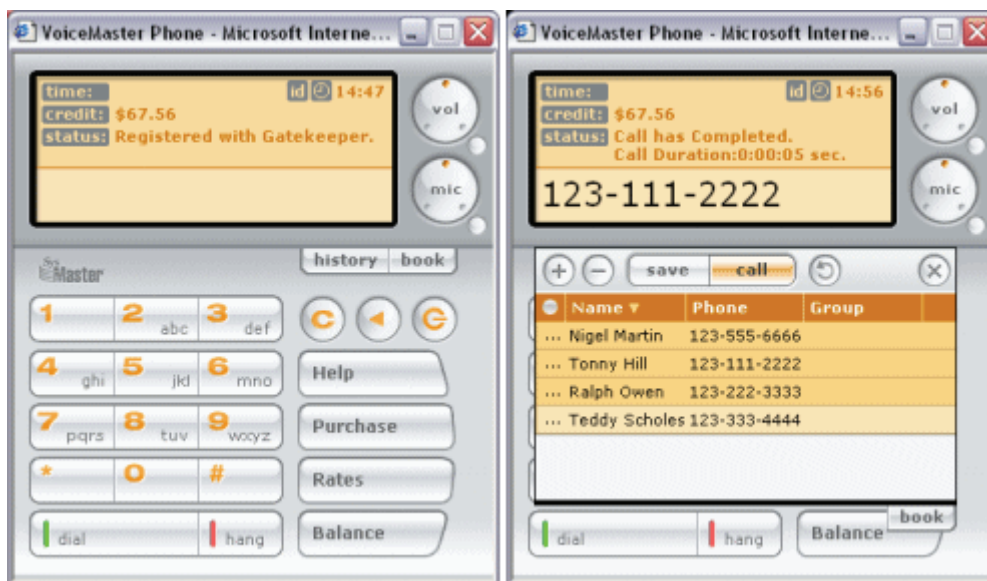 VoiceMaster Phone - Microsoft Interne...
time: id 14:47
credit: $67.56
status: Registered with Gatekeeper.
vol
mic
Master
history book
1 2 abc 3 def C
4 ghi 5 jkl 6 mno Help
7 pqrs 8 tuv 9 wxyz Purchase
* 0 # Rates
dial hang Balance
VoiceMaster Phone - Microsoft Interne...
time: id 14:56
credit: $67.56
status: Call has Completed.
Call Duration:0:00:05 sec.
123-111-2222
vol
mic
+ − save call
Name Phone Group
... Nigel Martin 123-555-6666
... Tonny Hill 123-111-2222
... Ralph Owen 123-222-3333
... Teddy Scholes 123-333-4444
book
dial hang Balance